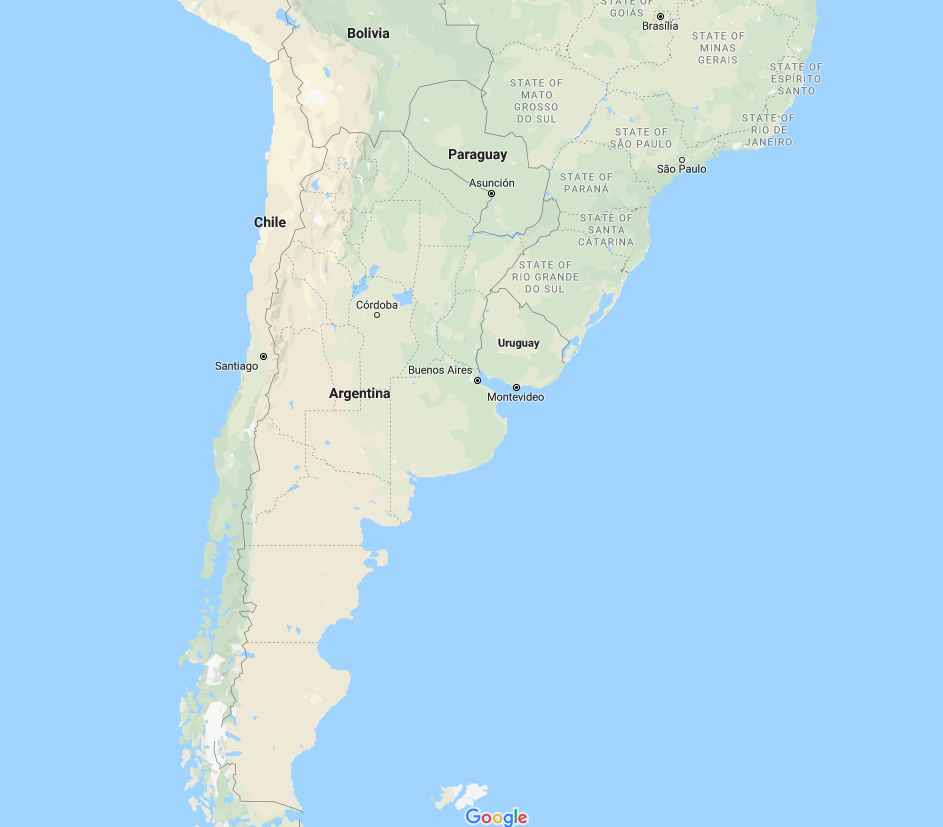 STATE OF
GOIÁS
Brasília
Bolivia
STATE OF
MINAS
GERAIS
STATE OF
ESPÍRITO
SANTO
STATE OF
MATO
GROSSO
DO SUL
STATE OF
RIO DE
JANEIRO
STATE OF
SÃO PAULO
São Paulo
Paraguay
Asunción
STATE OF
PARANÁ
Chile
STATE OF
SANTA
CATARINA
STATE OF
RIO GRANDE
DO SUL
Córdoba
Uruguay
Santiago
Buenos Aires
Argentina
Montevideo
Google